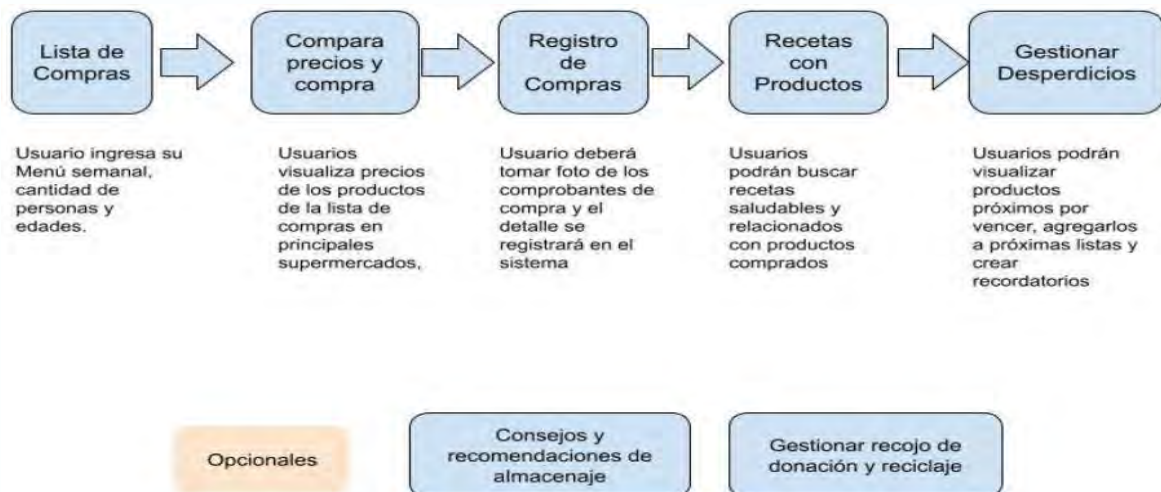 Lista de
Compras
Compara
precios y
compra
Registro
de
Compras
Recetas
con
Productos
Gestionar
Desperdicios
Usuario ingresa su
Menú semanal,
cantidad de
personas y
edades.
Usuarios
visualiza precios
de los productos
de la lista de
compras en
principales
supermercados,
Usuario deberá
tomar foto de los
comprobantes de
compra y el
detalle se
registrará en el
sistema
Usuarios
podrán buscar
recetas
saludables y
relacionados
con productos
comprados
Usuarios podrán
visualizar
productos
próximos por
vencer, agregarlos
a próximas listas y
crear
recordatorios
Opcionales
Consejos y
recomendaciones de
almacenaje
Gestionar recojo de
donación y reciclaje